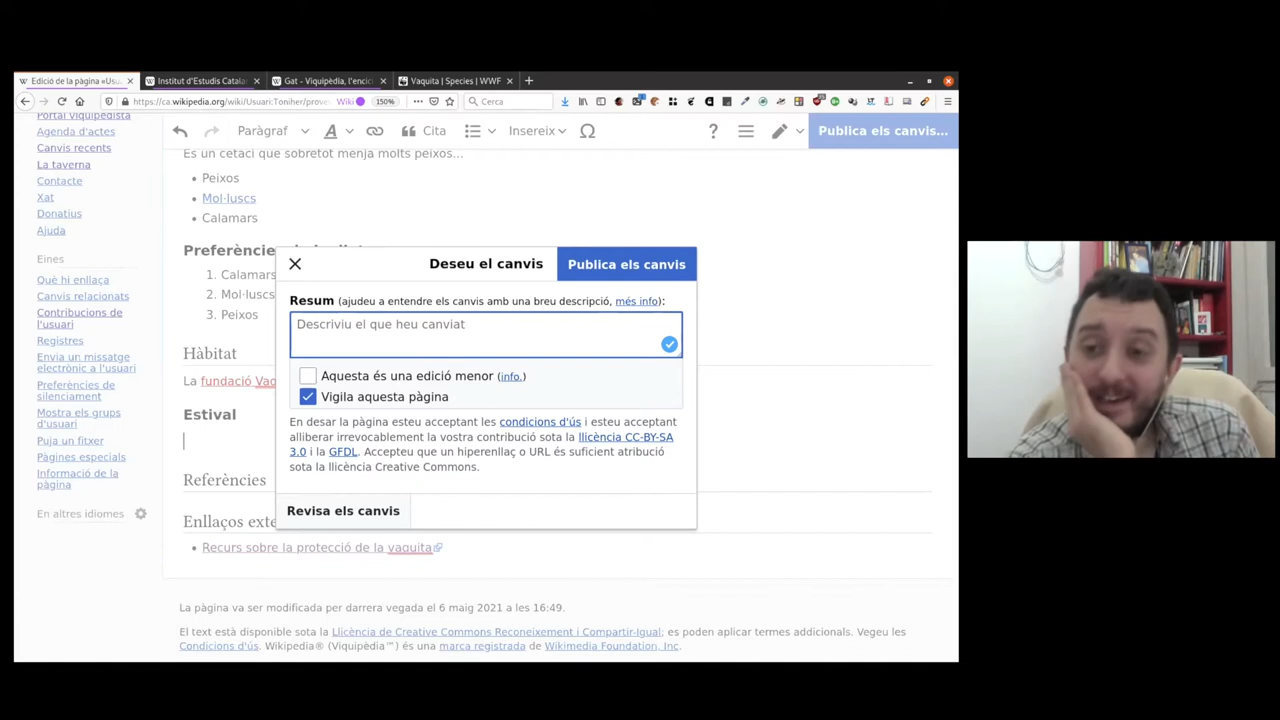 Edició de la pàgina «Usu
Institut d'Estudis Catala
Gat - Viquipèdia, l'encic
Vaquita | Species | WWF
https://ca.wikipedia.org/wiki/Usuari:Toniher/prove
Wiki
150%
Cerca
Portal viquipedista
Agenda d'actes
Canvis recents
La taverna
Contacte
Xat
Donatius
Ajuda
Eines
Què hi enllaça
Canvis relacionats
Contribucions de
l'usuari
Registres
Envia un missatge
electrònic a l'usuari
Preferències de
silenciament
Mostra els grups
d'usuari
Puja un fitxer
Pàgines especials
Informació de la
pàgina
En altres idiomes
Paràgraf
A
Cita
Insereix
Ω
?
Publica els canvis...
És un cetaci que sobretot menja molts peixos...
• Peixos
• Mol·luscs
• Calamars
Preferències
1. Calamars
2. Mol·luscs
3. Peixos
Hàbitat
La fundació Vaq
Estival
Referències
Enllaços exte
• Recurs sobre la protecció de la vaquita
Deseu el canvis
Publica els canvis
Resum (ajudeu a entendre els canvis amb una breu descripció, més info):
Descriviu el que heu canviat
Aquesta és una edició menor (info.)
Vigila aquesta pàgina
En desar la pàgina esteu acceptant les condicions d'ús i esteu acceptant
alliberar irrevocablement la vostra contribució sota la llicència CC-BY-SA
3.0 i la GFDL. Accepteu que un hiperenllaç o URL és suficient atribució
sota la llicència Creative Commons.
Revisa els canvis
La pàgina va ser modificada per darrera vegada el 6 maig 2021 a les 16:49.
El text està disponible sota la Llicència de Creative Commons Reconeixement i Compartir-Igual; es poden aplicar termes addicionals. Vegeu les
Condicions d'ús. Wikipedia® (Viquipèdia™) és una marca registrada de Wikimedia Foundation, Inc.